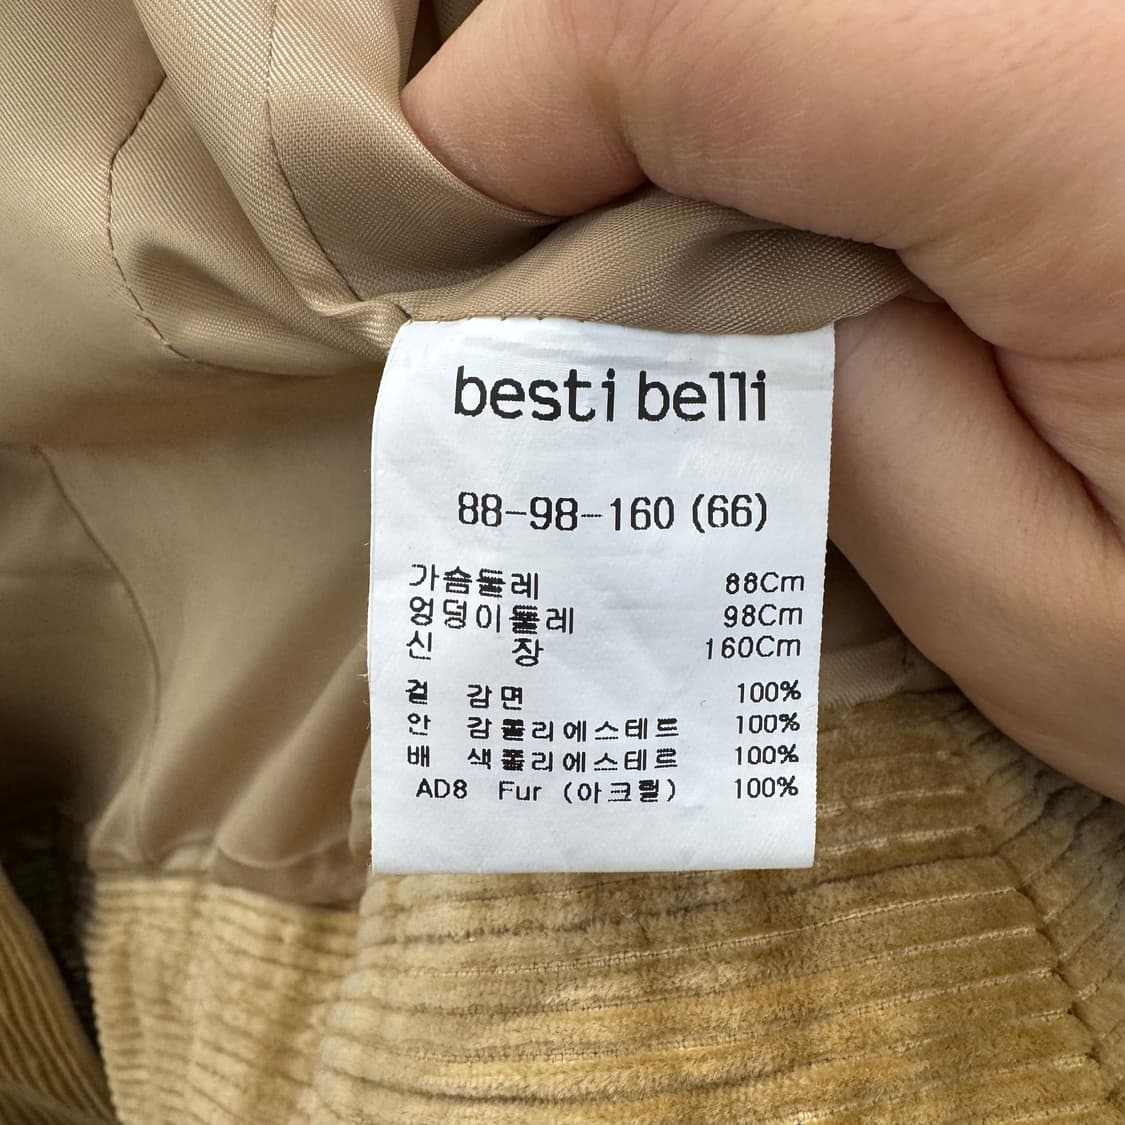 besti belli
88-98-160 (66)
가슴둘레 88Cm
엉덩이둘레 98Cm
신 장 160Cm
겉 감면 100%
안 감폴리에스테르 100%
배 색폴리에스테르 100%
AD8 Fur (아크릴) 100%